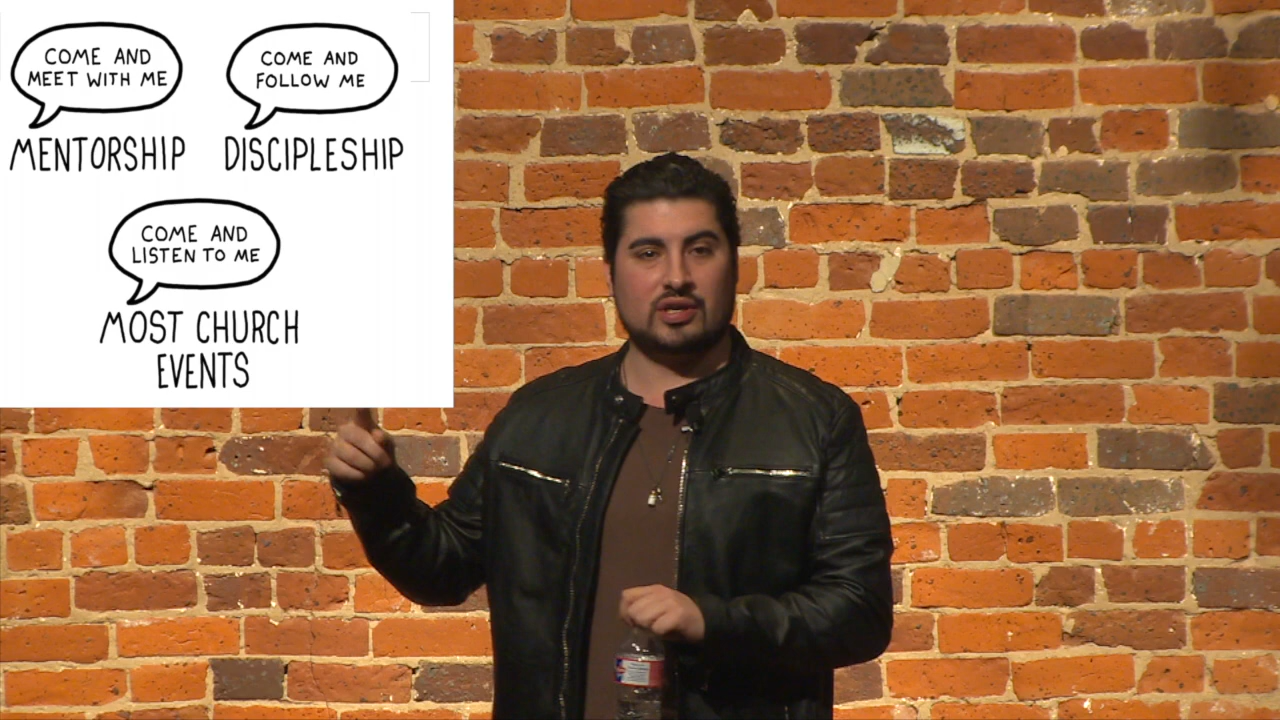 COME AND
MEET WITH ME
MENTORSHIP
COME AND
FOLLOW ME
DISCIPLESHIP
COME AND
LISTEN TO ME
MOST CHURCH
EVENTS